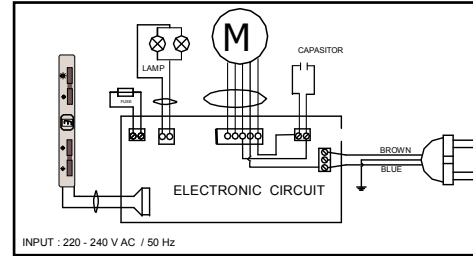 M
LAMP
CAPASITOR
FUSE
BROWN
BLUE
ELECTRONIC CIRCUIT
INPUT : 220 - 240 V AC / 50 Hz